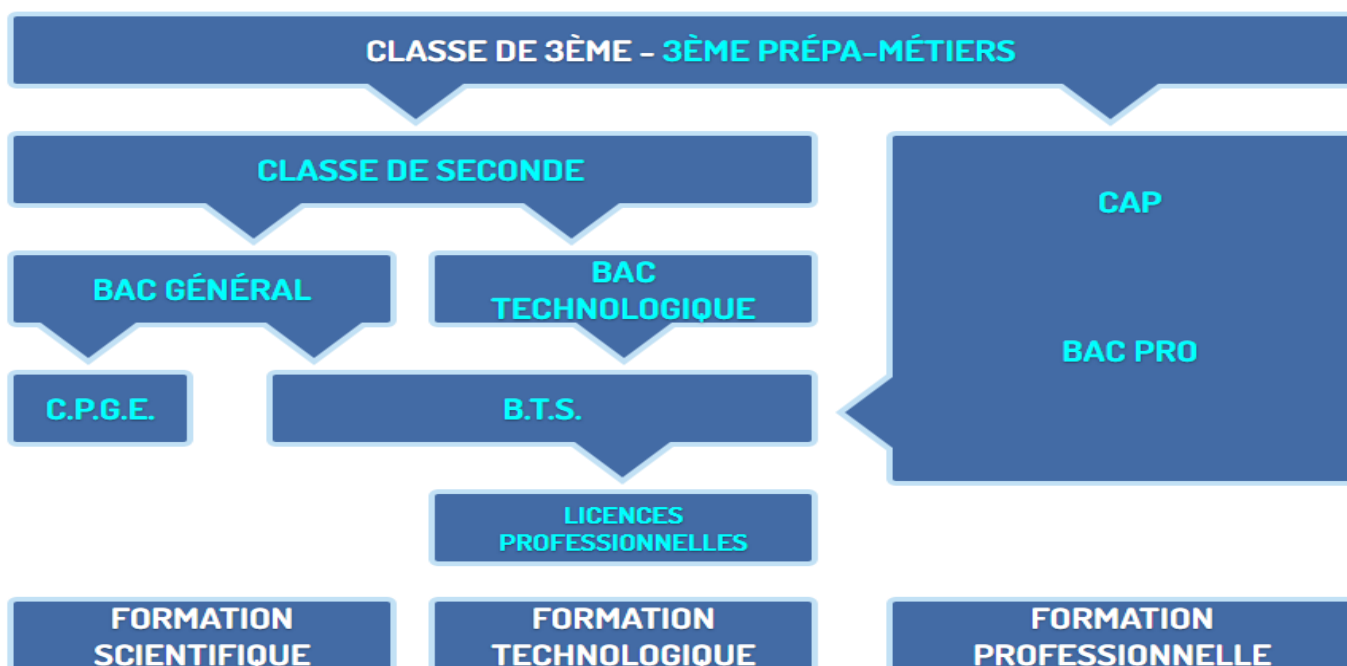 CLASSE DE 3ÈME - 3ÈME PRÉPA-MÉTIERS
CLASSE DE SECONDE
CAP
BAC GÉNÉRAL
BAC
TECHNOLOGIQUE
BAC PRO
C.P.G.E.
B.T.S.
LICENCES
PROFESSIONNELLES
FORMATION
SCIENTIFIQUE
FORMATION
TECHNOLOGIQUE
FORMATION
PROFESSIONNELLE